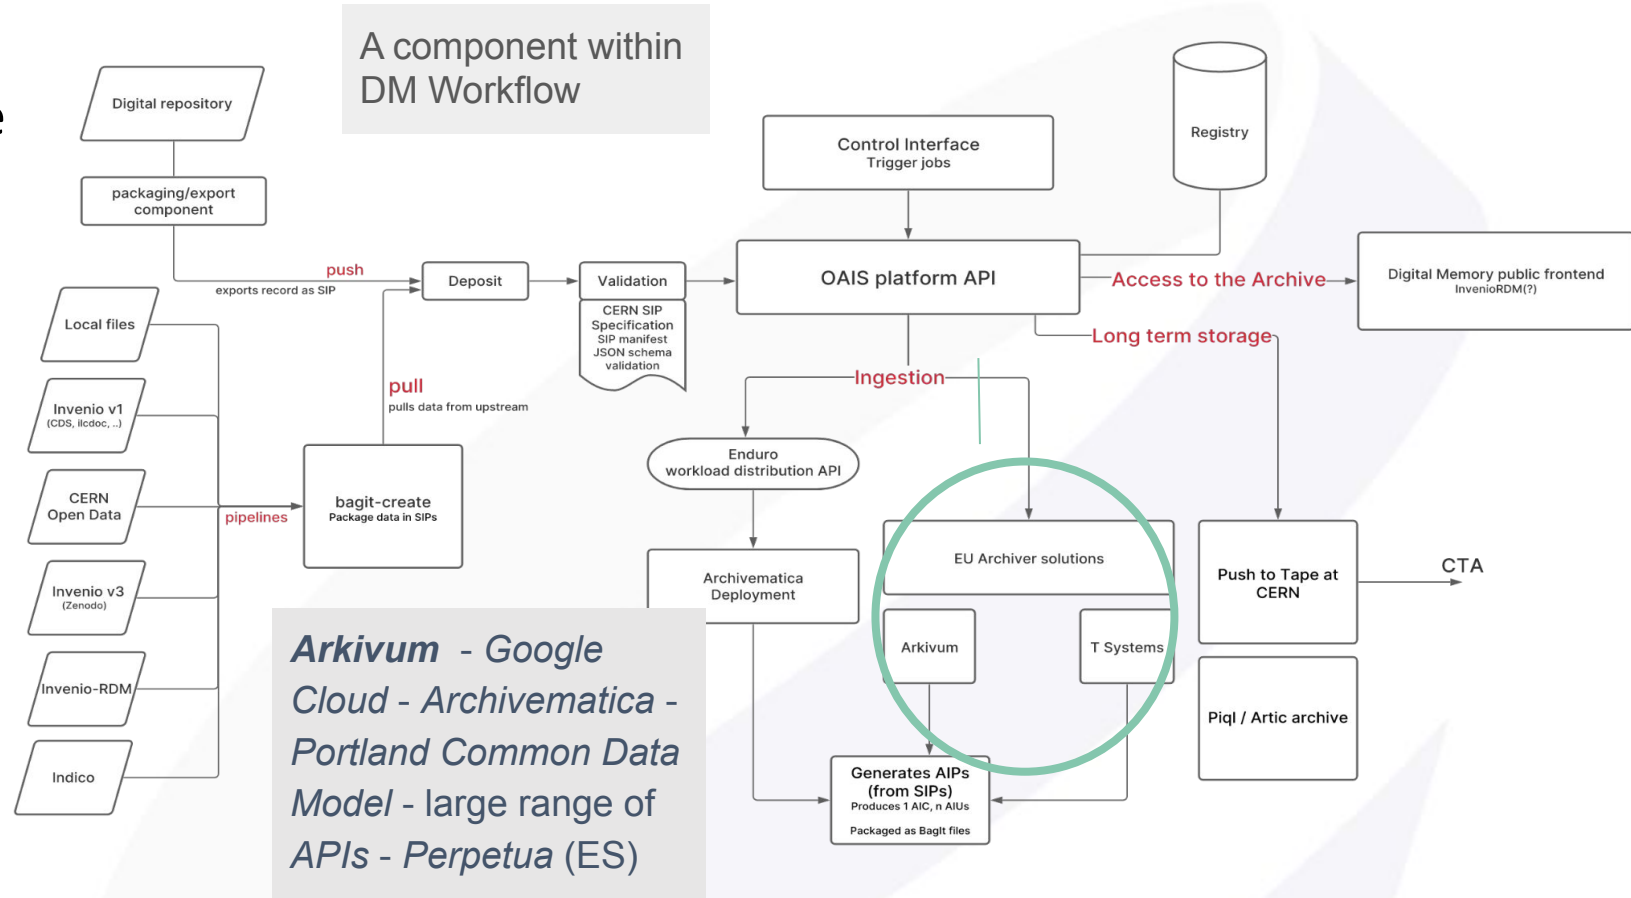 e
A component within
DM Workflow
Digital repository
packaging/export
component
push
exports record as SIP
Local files
Invenio v1
(CDS, ilcdoc, ..)
CERN
Open Data
Invenio v3
(Zenodo)
Invenio-RDM
Indico
pipelines
bagit-create
Package data in SIPs
pull
pulls data from upstream
Deposit
Validation
CERN SIP
Specification
SIP manifest
JSON schema
validation
Control Interface
Trigger jobs
OAIS platform API
Registry
Access to the Archive
Digital Memory public frontend
InvenioRDM(?)
Long term storage
Ingestion
Enduro
workload distribution API
Archivematica
Deployment
EU Archiver solutions
Arkivum
T Systems
Generates AIPs
(from SIPs)
Produces 1 AIC, n AIUs
Packaged as BagIt files
Push to Tape at
CERN
CTA
Piql / Artic archive
Arkivum - Google
Cloud - Archivematica -
Portland Common Data
Model - large range of
APIs - Perpetua (ES)